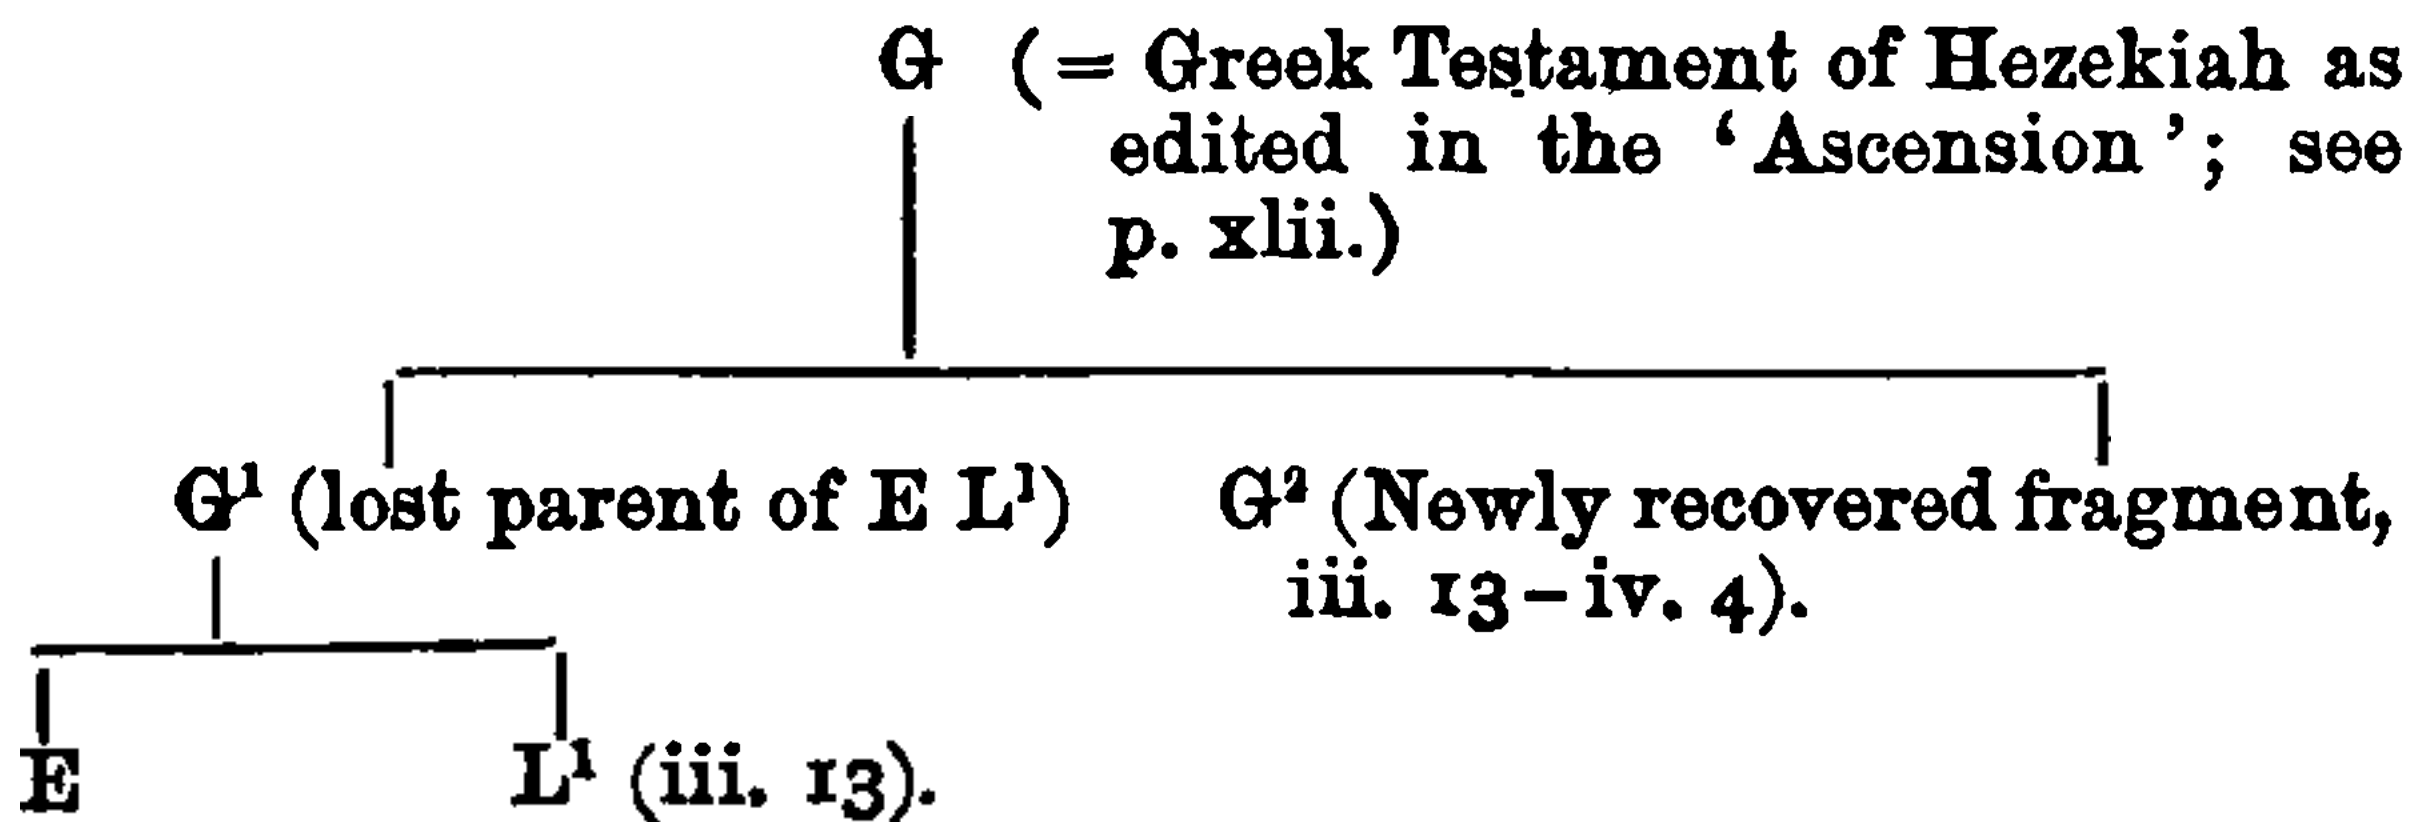 G (= Greek Testament of Hezekiah as
edited in the ‘Ascension’; see
p. xlii.)
G¹ (lost parent of E L¹) G² (Newly recovered fragment,
iii. 13–iv. 4).
E L¹ (iii. 13).